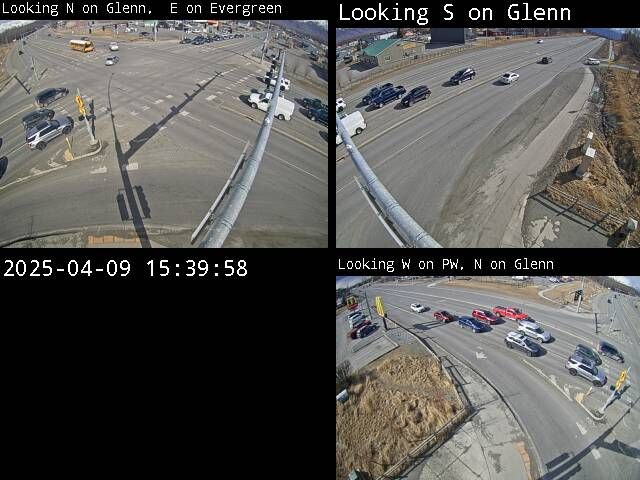 Looking N on Glenn,  E on Evergreen
Looking S on Glenn
2025-04-09 15:39:58
Looking W on PW, N on Glenn